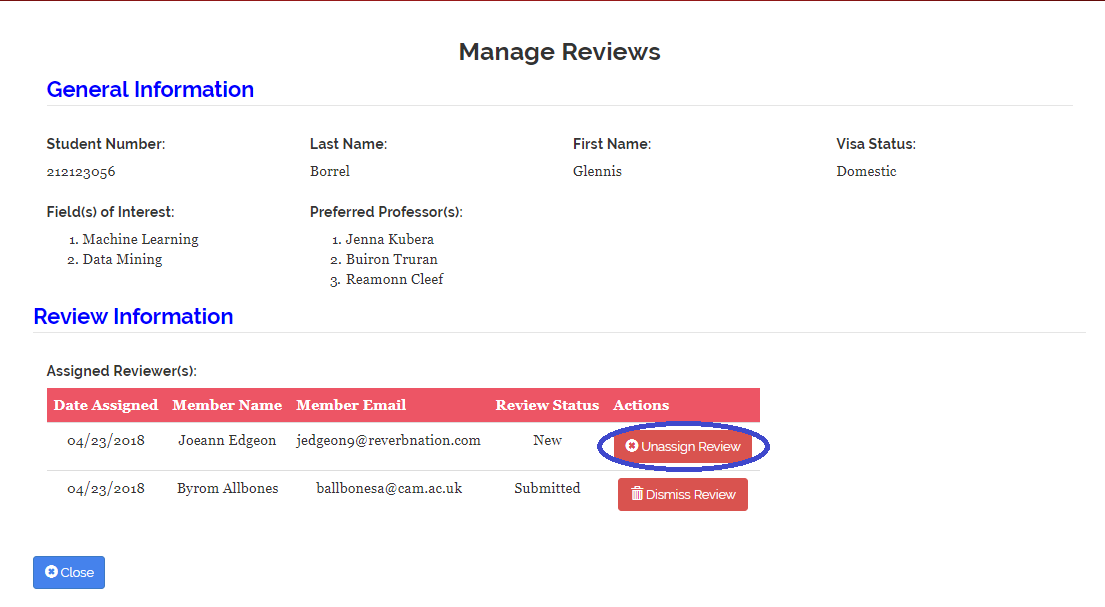 Manage Reviews
General Information
Student Number: Last Name: First Name: Visa Status:
212123056 Borrel Glennis Domestic
Field(s) of Interest: Preferred Professor(s):
1. Machine Learning 1. Jenna Kubera
2. Data Mining 2. Buiron Truran
3. Reamonn Cleef
Review Information
Assigned Reviewer(s):
Date Assigned Member Name Member Email Review Status Actions
04/23/2018 Joeann Edgeon jedgeon9@reverbnation.com New Unassign Review
04/23/2018 Byrom Allbones ballbonesa@cam.ac.uk Submitted Dismiss Review
Close